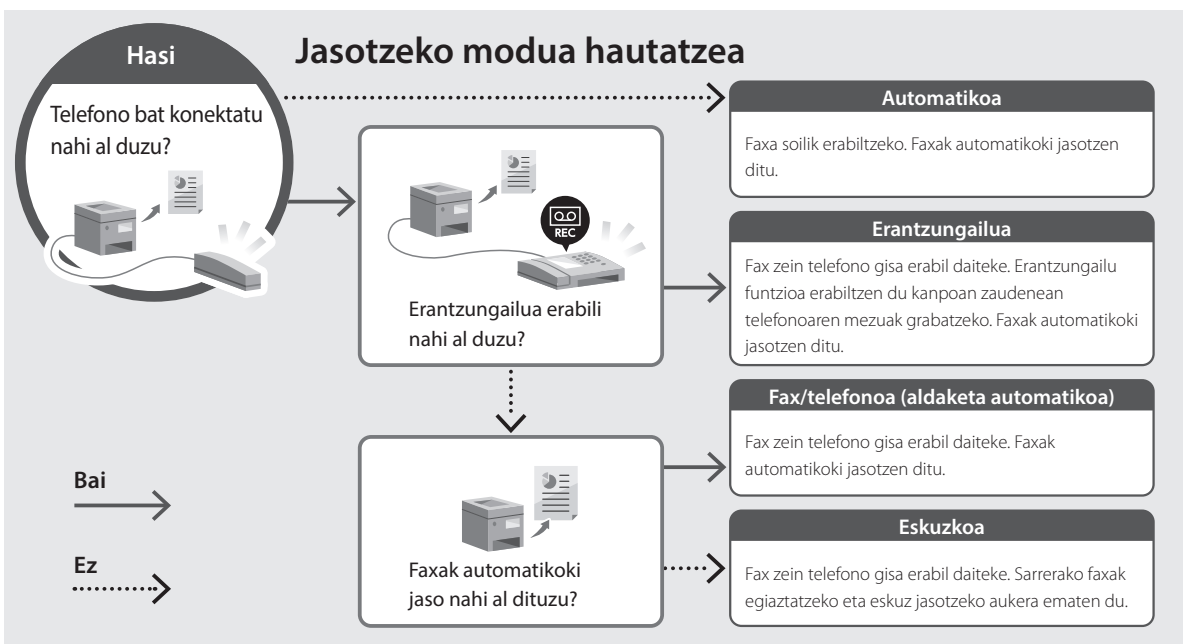 Jasotzeko modua hautatzea
Hasi
Telefono bat konektatu
nahi al duzu?
Automatikoa
Faxa soilik erabiltzeko. Faxak automatikoki jasotzen
ditu.
REC
Erantzungailua erabili
nahi al duzu?
Erantzungailua
Fax zein telefono gisa erabil daiteke. Erantzungailu
funtzioa erabiltzen du kanpoan zaudenean
telefonoaren mezuak grabatzeko. Faxak automatikoki
jasotzen ditu.
Faxak automatikoki
jaso nahi al dituzu?
Fax/telefonoa (aldaketa automatikoa)
Fax zein telefono gisa erabil daiteke. Faxak
automatikoki jasotzen ditu.
Eskuzkoa
Fax zein telefono gisa erabil daiteke. Sarrerako faxak
egiaztatzeko eta eskuz jasotzeko aukera ematen du.
Bai
Ez